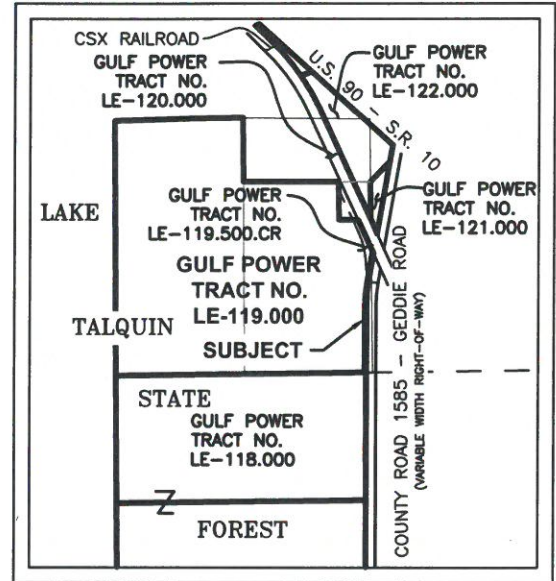 CSX RAILROAD
GULF POWER
TRACT NO.
LE-120.000
U.S. 90 - S.R. 10
GULF POWER
TRACT NO.
LE-122.000
LAKE
GULF POWER
TRACT NO.
LE-119.500.CR
GULF POWER
TRACT NO.
LE-121.000
GULF POWER
TRACT NO.
LE-119.000
TALQUIN
SUBJECT
STATE
GULF POWER
TRACT NO.
LE-118.000
FOREST
COUNTY ROAD 1585 - GEDDIE ROAD
(VARIABLE WIDTH RIGHT-OF-WAY)